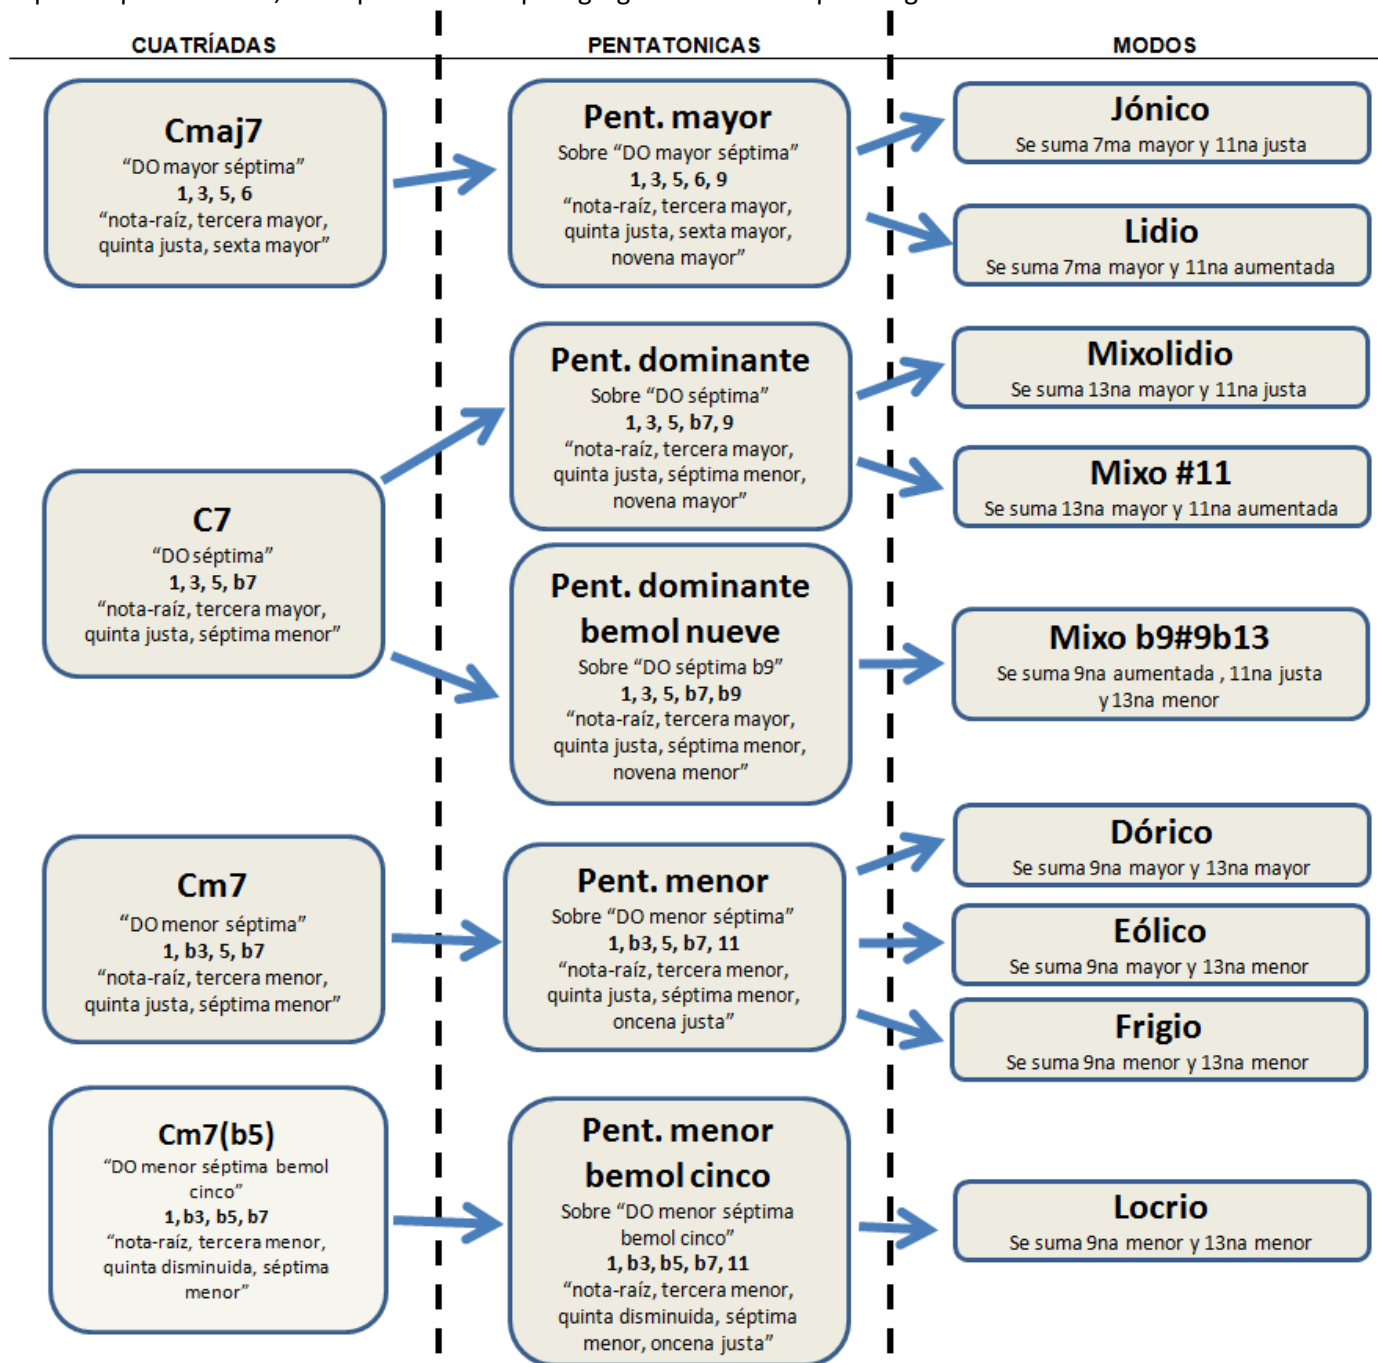 CUATRÍADAS
PENTATONICAS
MODOS
Cmaj7
“DO mayor séptima”
1, 3, 5, 6
“nota-raíz, tercera mayor,
quinta justa, sexta mayor”
Pent. mayor
Sobre “DO mayor séptima”
1, 3, 5, 6, 9
“nota-raíz, tercera mayor,
quinta justa, sexta mayor,
novena mayor”
Jónico
Se suma 7ma mayor y 11na justa
Lidio
Se suma 7ma mayor y 11na aumentada
C7
“DO séptima”
1, 3, 5, b7
“nota-raíz, tercera mayor,
quinta justa, séptima menor”
Pent. dominante
Sobre “DO séptima”
1, 3, 5, b7, 9
“nota-raíz, tercera mayor,
quinta justa, séptima menor,
novena mayor”
Mixolidio
Se suma 13na mayor y 11na justa
Mixo #11
Se suma 13na mayor y 11na aumentada
Pent. dominante
bemol nueve
Sobre “DO séptima b9”
1, 3, 5, b7, b9
“nota-raíz, tercera mayor,
quinta justa, séptima menor,
novena menor”
Mixo b9#9b13
Se suma 9na aumentada , 11na justa
y 13na menor
Cm7
“DO menor séptima”
1, b3, 5, b7
“nota-raíz, tercera menor,
quinta justa, séptima menor”
Pent. menor
Sobre “DO menor séptima”
1, b3, 5, b7, 11
“nota-raíz, tercera menor,
quinta justa, séptima menor,
oncena justa”
Dórico
Se suma 9na mayor y 13na mayor
Eólico
Se suma 9na mayor y 13na menor
Frigio
Se suma 9na menor y 13na menor
Cm7(b5)
“DO menor séptima bemol
cinco”
1, b3, b5, b7
“nota-raíz, tercera menor,
quinta disminuida, séptima
menor”
Pent. menor
bemol cinco
Sobre “DO menor séptima
bemol cinco”
1, b3, b5, b7, 11
“nota-raíz, tercera menor,
quinta disminuida, séptima
menor, oncena justa”
Locrio
Se suma 9na menor y 13na menor